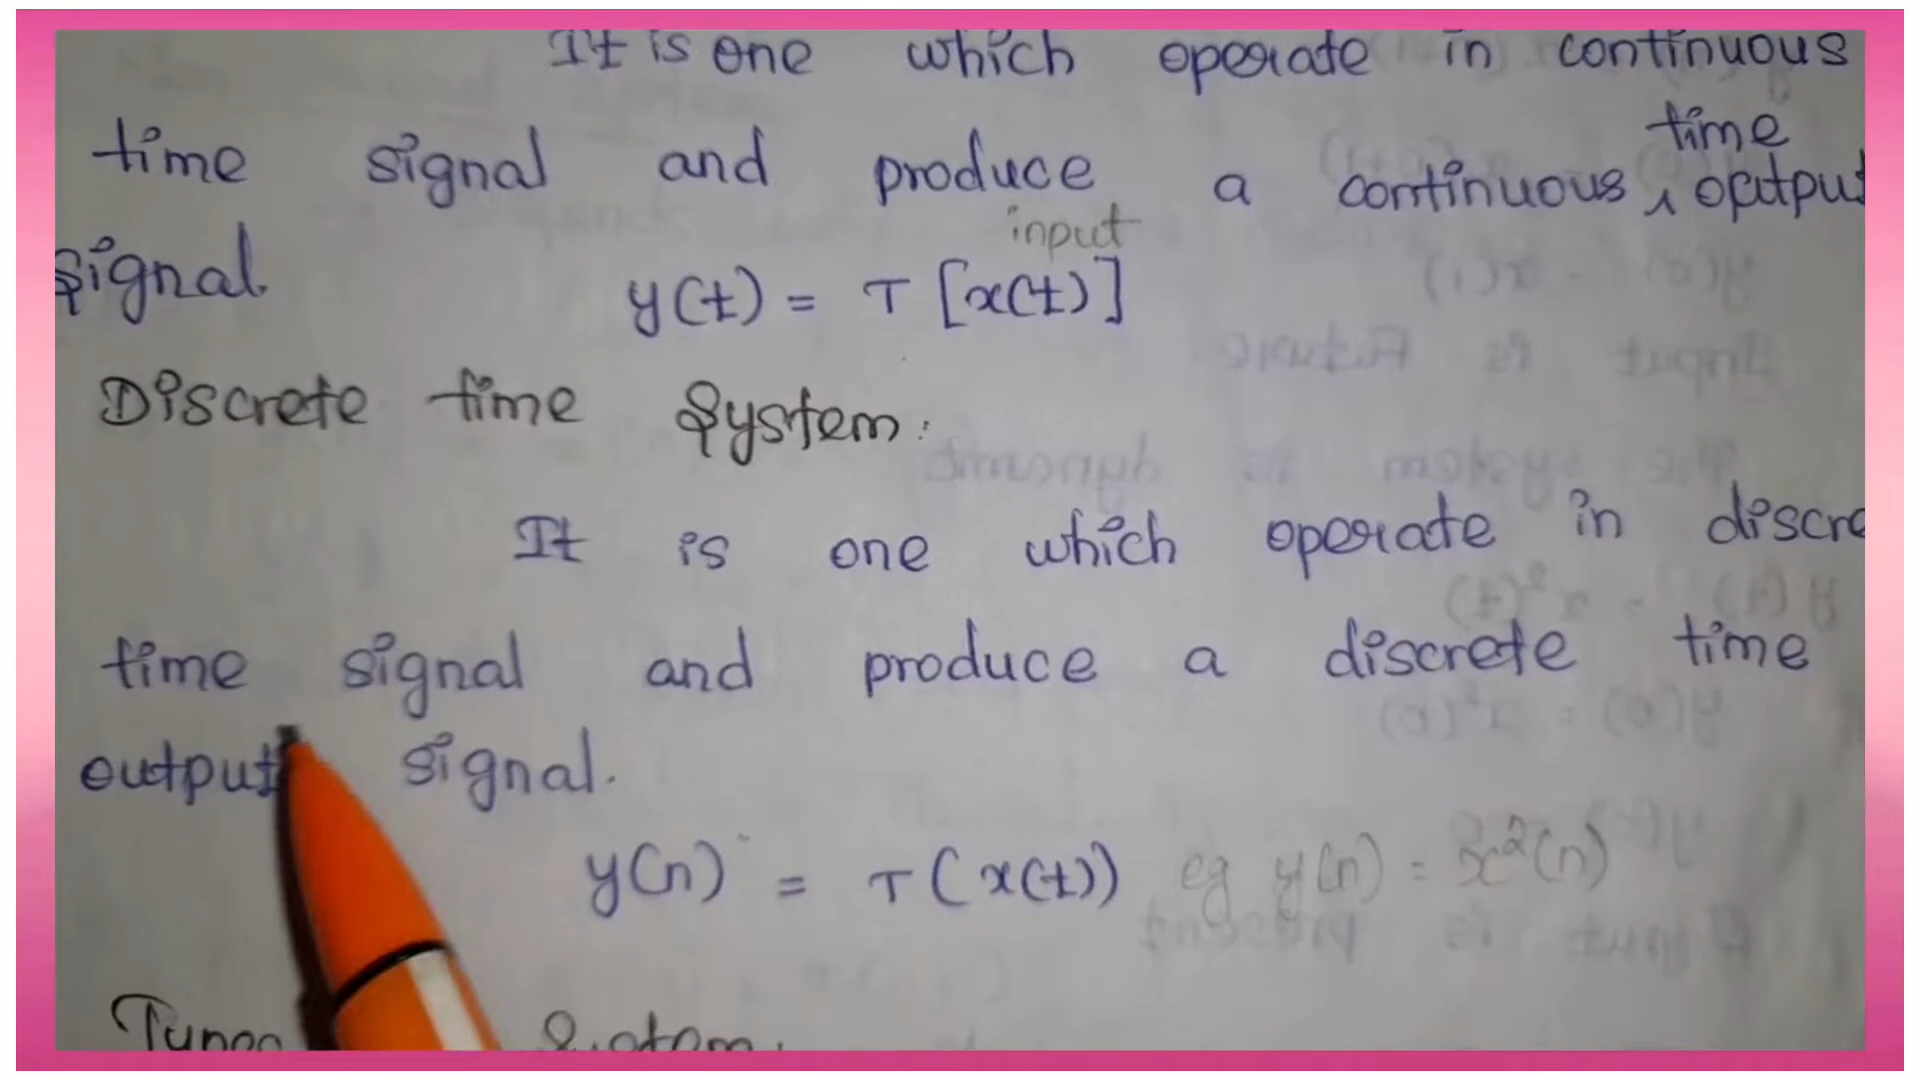 It is one which operate in continuous
time signal and produce a continuous time output
signal.
input
y(t) = T [x(t)]
Discrete time System:
It is one which operate in discre
time signal and produce a discrete time
output signal.
y(n) = T(x(t)) eg y(n) = x²(n)